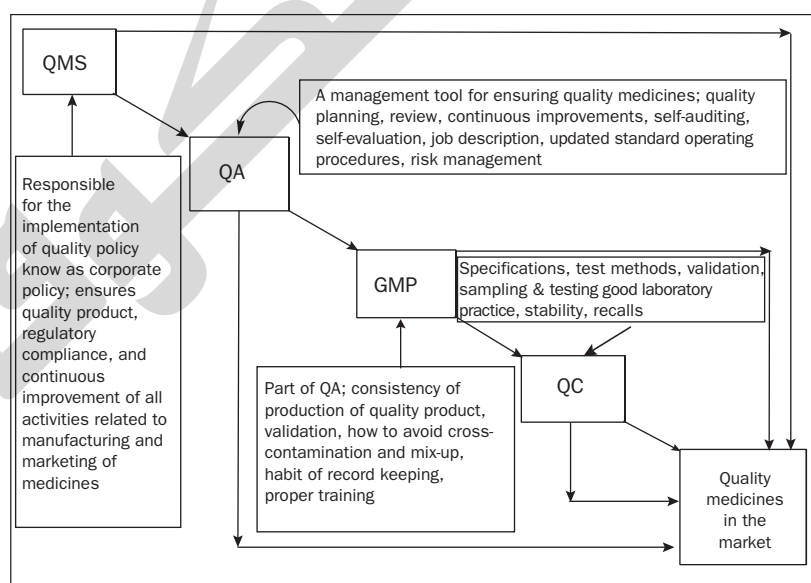 QMS
A management tool for ensuring quality medicines; quality
planning, review, continuous improvements, self-auditing,
self-evaluation, job description, updated standard operating
procedures, risk management
QA
Responsible
for the
implementation
of quality policy
know as corporate
policy; ensures
quality product,
regulatory
compliance, and
continuous
improvement of all
activities related to
manufacturing and
marketing of
medicines
GMP
Specifications, test methods, validation,
sampling & testing good laboratory
practice, stability, recalls
Part of QA; consistency of
production of quality product,
validation, how to avoid cross-
contamination and mix-up,
habit of record keeping,
proper training
QC
Quality
medicines
in the
market